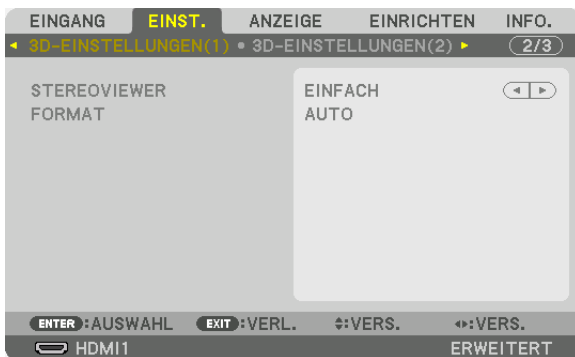 EINGANG EINST. ANZEIGE EINRICHTEN INFO.
3D-EINSTELLUNGEN(1) • 3D-EINSTELLUNGEN(2) 2/3
STEREOVIEWER EINFACH
FORMAT AUTO
ENTER :AUSWAHL EXIT :VERL. :VERS. :VERS.
HDMI1 ERWEITERT